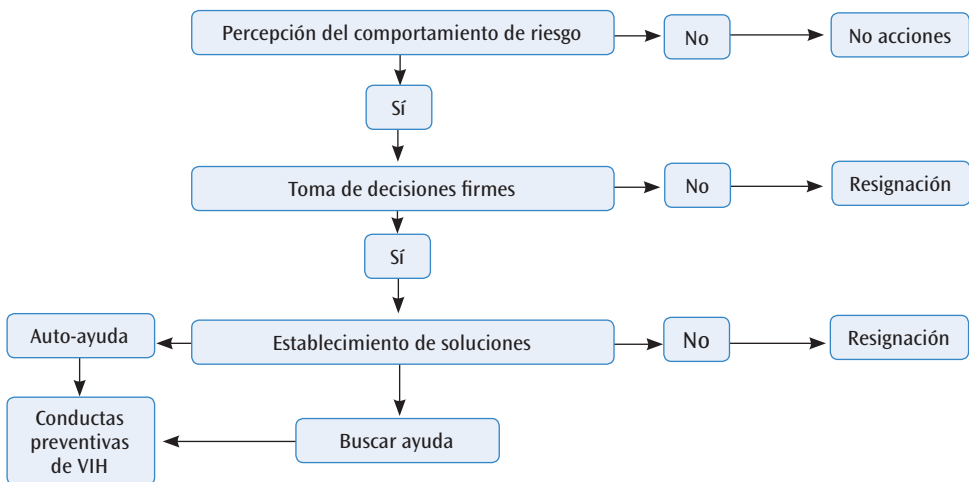 Percepción del comportamiento de riesgo
No
No acciones
Sí
Toma de decisiones firmes
No
Resignación
Sí
Auto-ayuda
Establecimiento de soluciones
No
Resignación
Conductas
preventivas
de VIH
Buscar ayuda